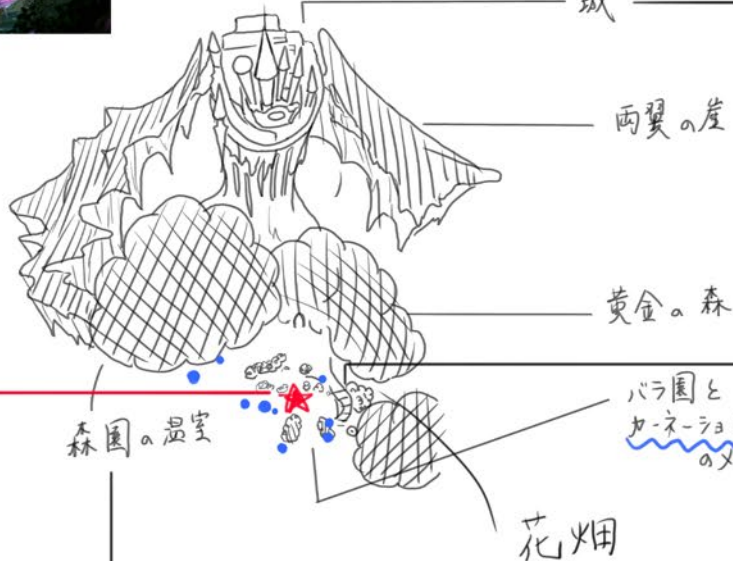 城
両翼の崖
黄金の森
バラ園と
カーネーショ
のメ
森園の温室
花畑